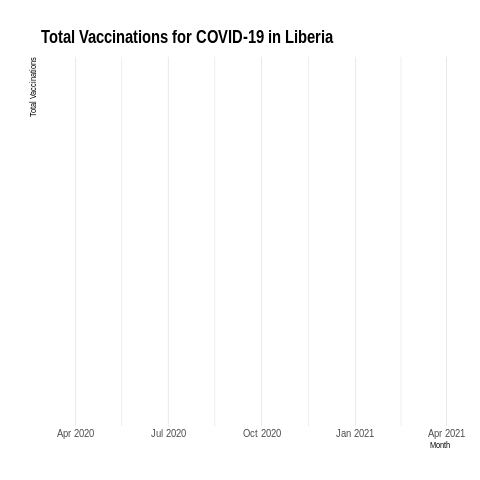 Total Vaccinations for COVID-19 in Liberia
Total Vaccinations
Apr 2020 Jul 2020 Oct 2020 Jan 2021 Apr 2021
Month